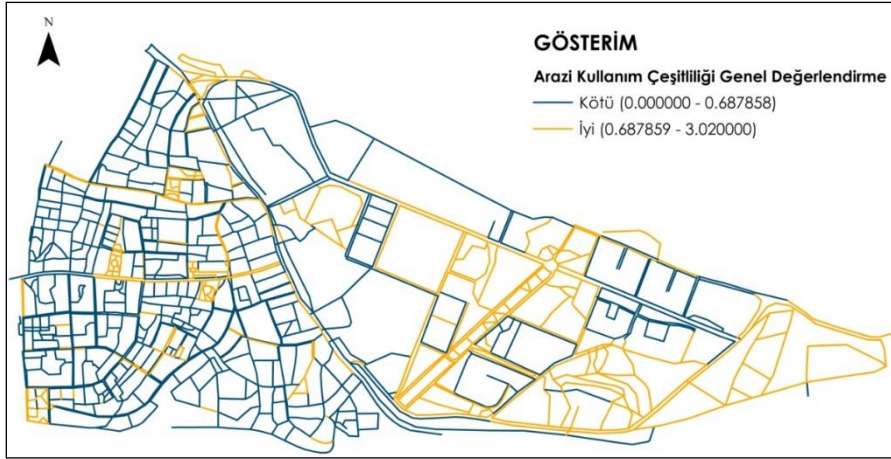 N
GÖSTERİM
Arazi Kullanım Çeşitliliği Genel Değerlendirme
Kötü (0.000000 - 0.687858)
İyi (0.687859 - 3.020000)